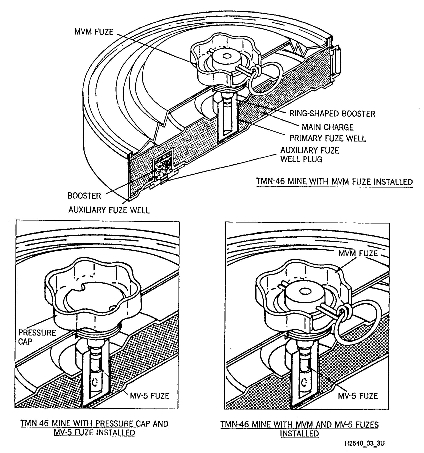 MVM FUZE
RING-SHAPED BOOSTER
MAIN CHARGE
PRIMARY FUZE WELL
AUXILIARY FUZE
WELL PLUG
BOOSTER
AUXILIARY FUZE WELL
TMN-46 MINE WITH MVM FUZE INSTALLED
PRESSURE
CAP
MV-5 FUZE
TMN-46 MINE WITH PRESSURE CAP AND
MV-5 FUZE INSTALLED
MVM FUZE
MV-5 FUZE
TMN-46 MINE WITH MVM AND MV-5 FUZES
INSTALLED